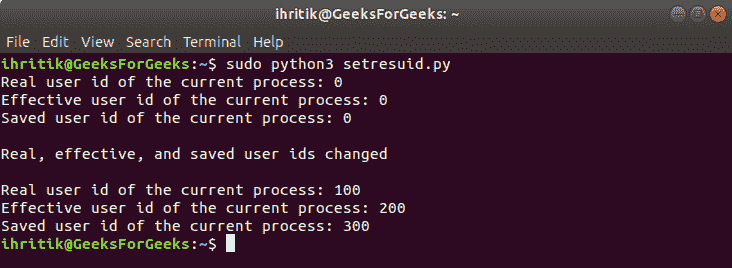 ihritik@GeeksForGeeks: ~
File Edit View Search Terminal Help
ihritik@GeeksForGeeks:~$ sudo python3 setresuid.py
Real user id of the current process: 0
Effective user id of the current process: 0
Saved user id of the current process: 0
Real, effective, and saved user ids changed
Real user id of the current process: 100
Effective user id of the current process: 200
Saved user id of the current process: 300
ihritik@GeeksForGeeks:~$